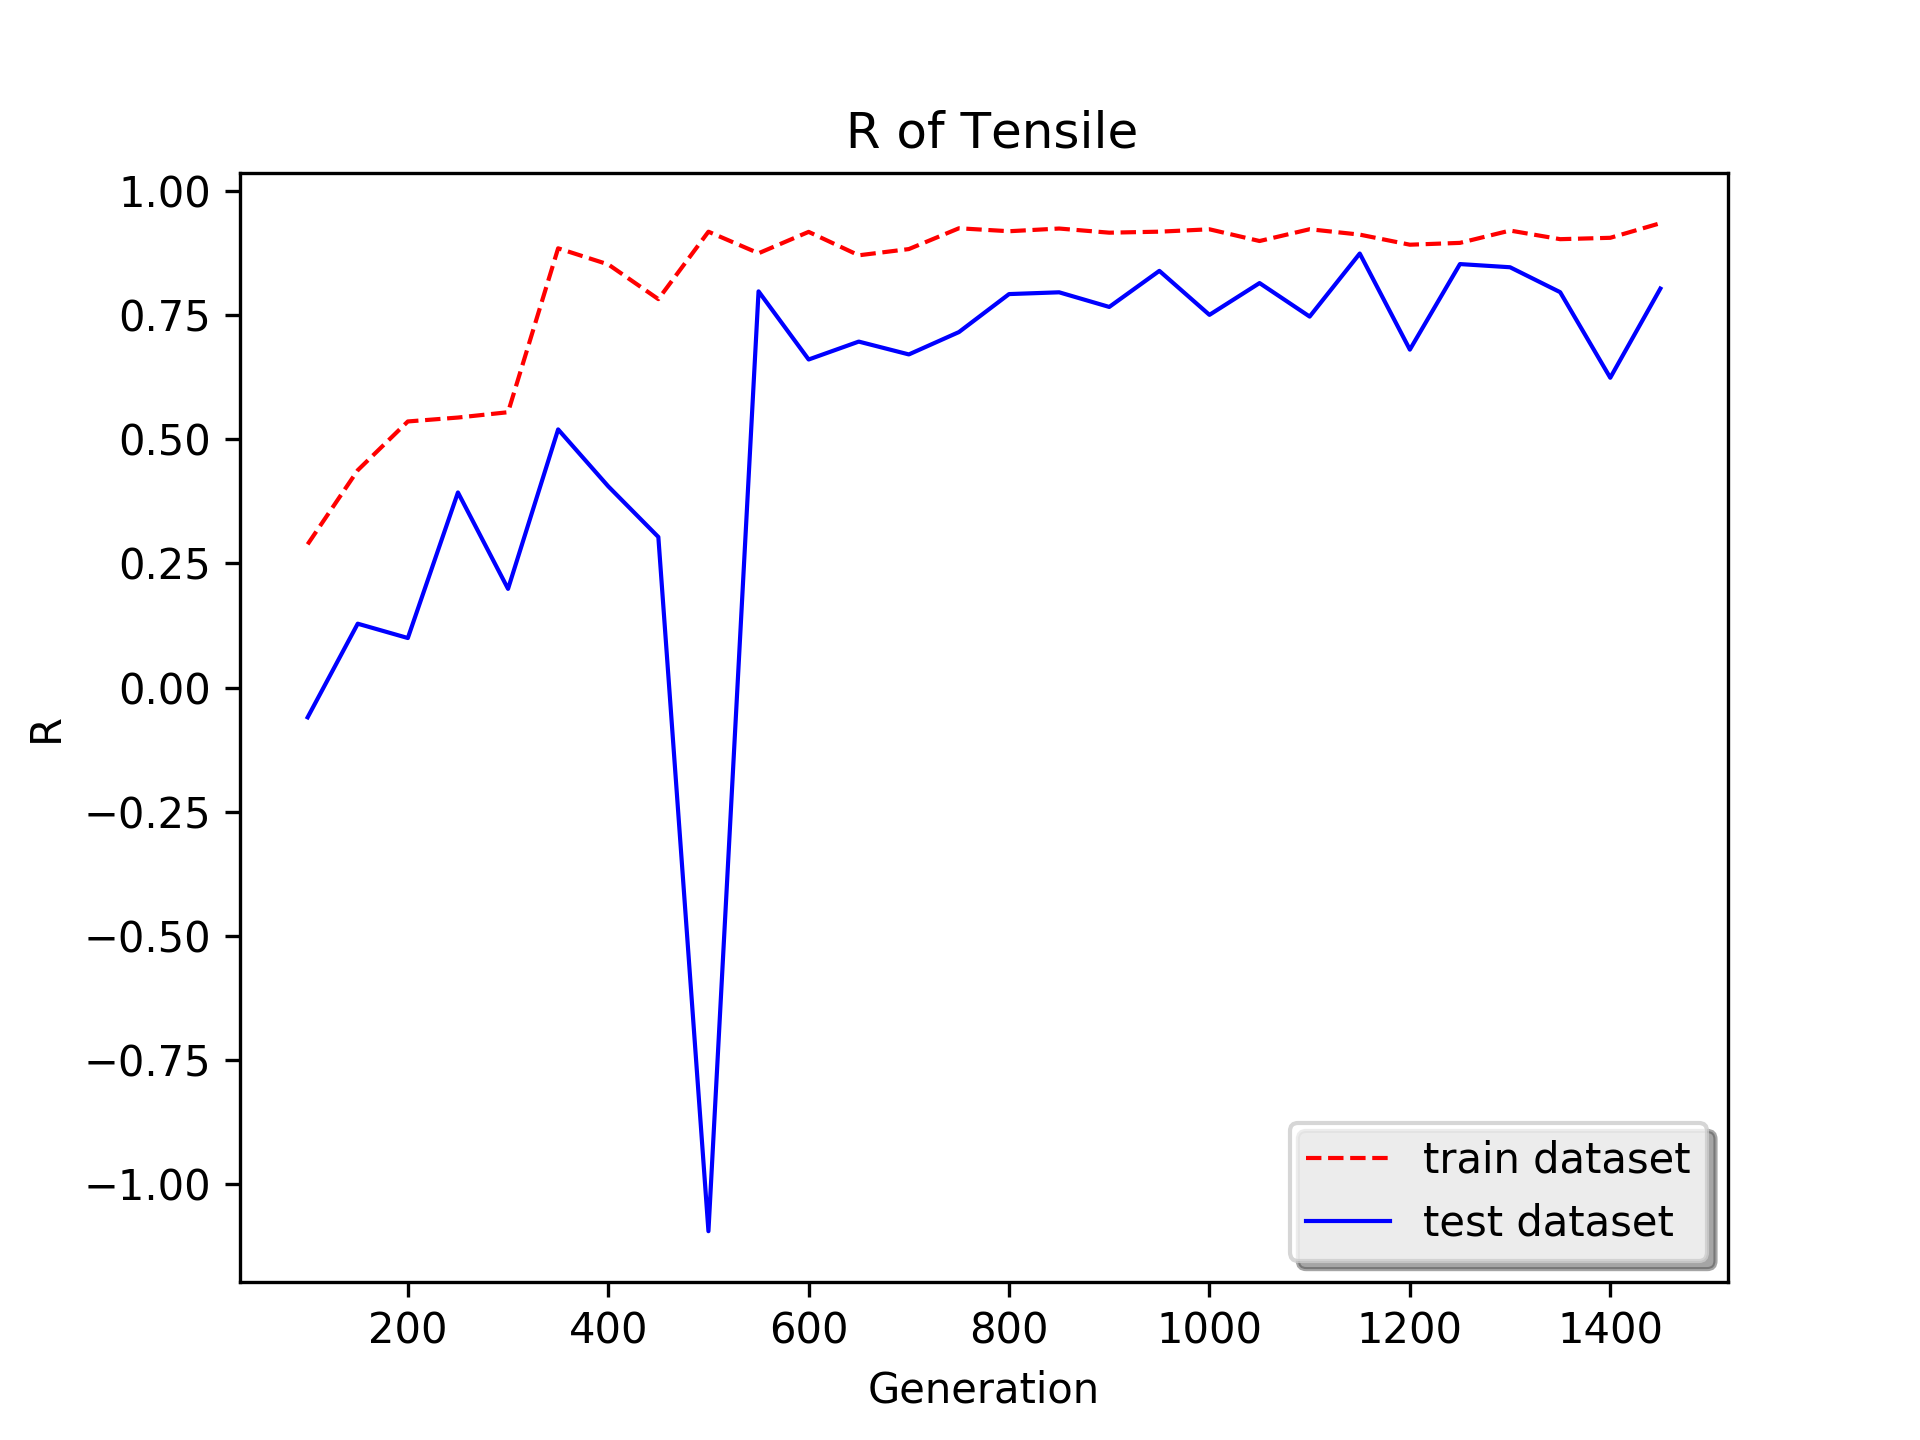 R of Tensile
1.00
0.75
0.50
0.25
0.00
−0.25
−0.50
−0.75
−1.00
R
200 400 600 800 1000 1200 1400
Generation
train dataset
test dataset